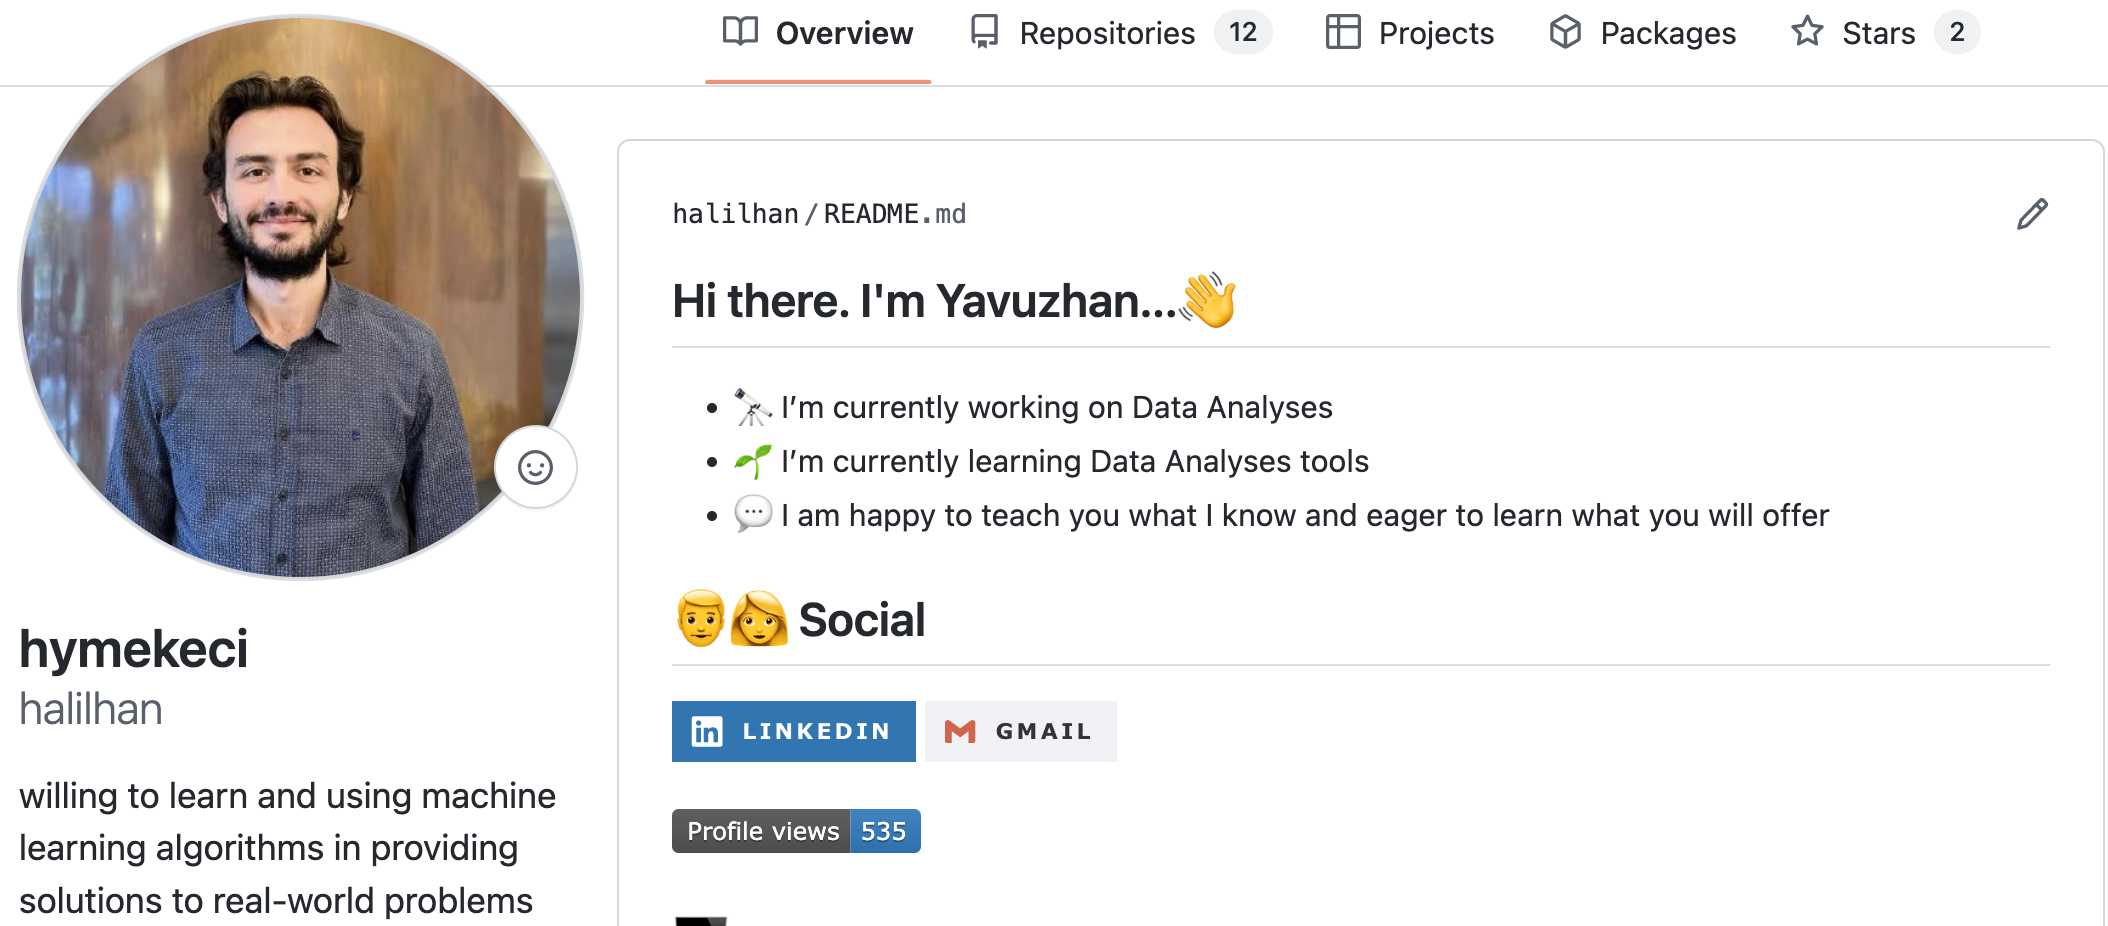 Overview Repositories 12 Projects Packages Stars 2
halilhan/README.md
Hi there. I'm Yavuzhan...👋
• 🔭 I’m currently working on Data Analyses
• 🌱 I’m currently learning Data Analyses tools
• 💬 I am happy to teach you what I know and eager to learn what you will offer
👨👩 Social
LINKEDIN GMAIL
Profile views 535
hymekeci
halilhan
willing to learn and using machine
learning algorithms in providing
solutions to real-world problems